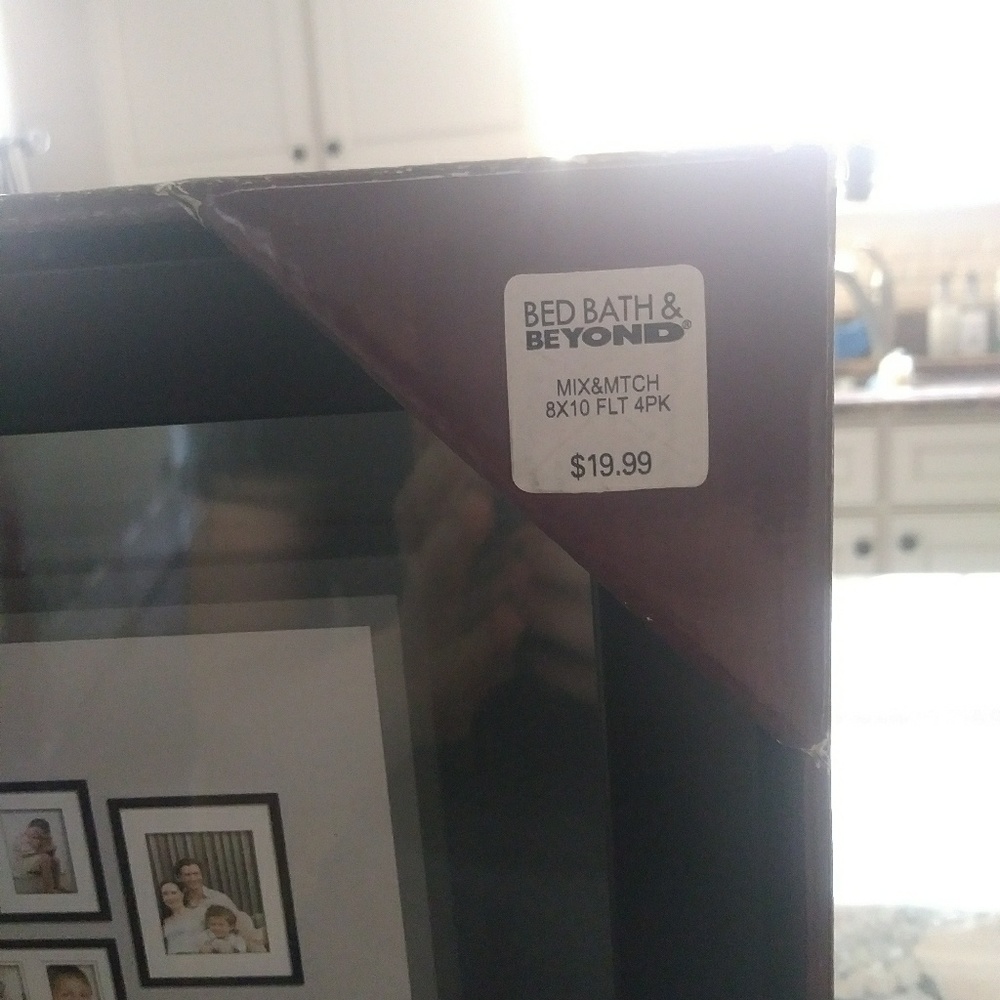 BED BATH &
BEYOND®
MIX&MTCH
8X10 FLT 4PK
$19.99